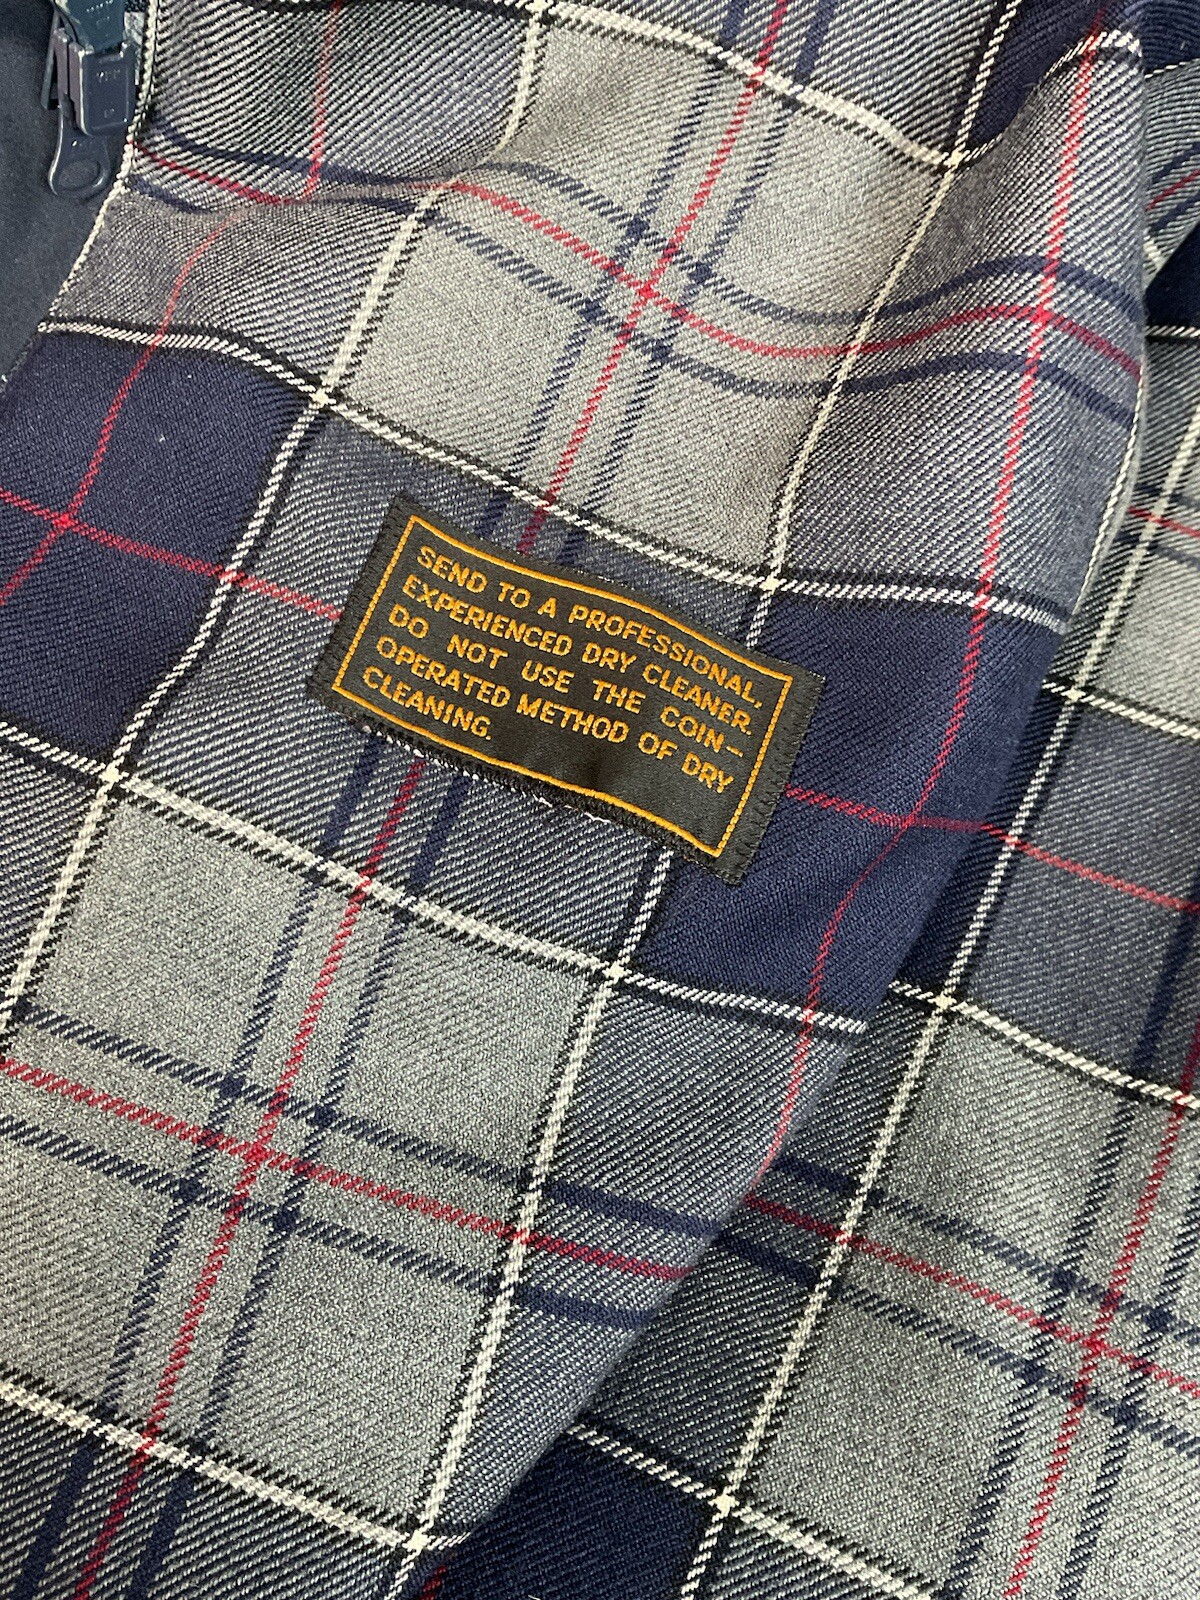 SEND TO A PROFESSIONAL,
EXPERIENCED DRY CLEANER.
DO NOT USE THE COIN-
OPERATED METHOD OF DRY
CLEANING.